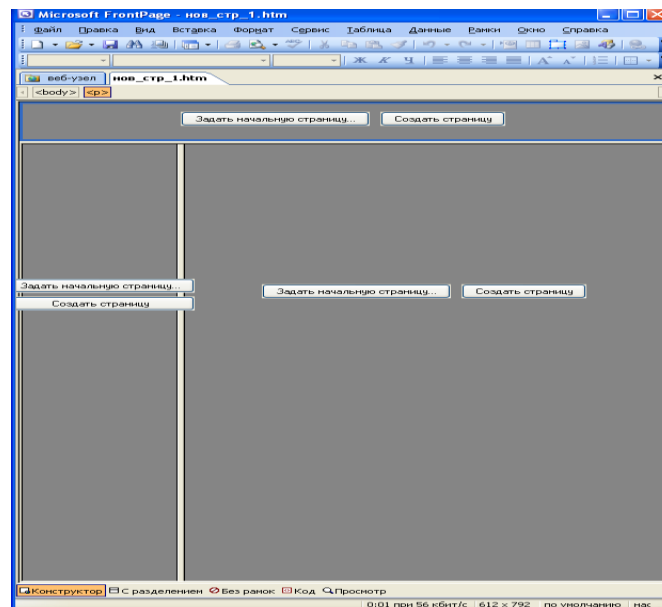 Microsoft FrontPage - нов_стр_1.htm
Файл Правка Вид Вставка Формат Сервис Таблица Данные Рамки Окно Справка
Ж К Ч
веб-узел нов_стр_1.htm
<body> <p>
Задать начальную страницу... Создать страницу
Задать начальную страницу...
Создать страницу
Задать начальную страницу... Создать страницу
Конструктор С разделением Без рамок Код Просмотр
0:01 при 56 кбит/с 612 x 792 по умолчанию нас